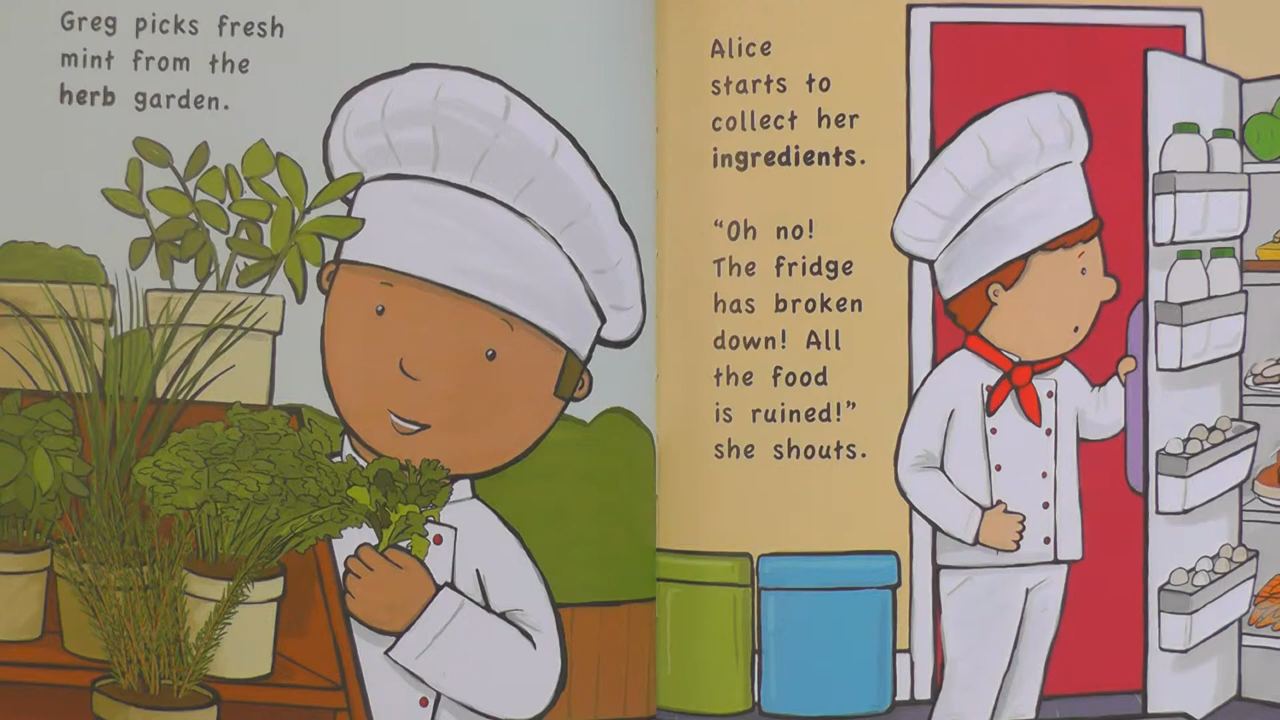 Greg picks fresh
mint from the
herb garden.
Alice
starts to
collect her
ingredients.
“Oh no!
The fridge
has broken
down! All
the food
is ruined!”
she shouts.